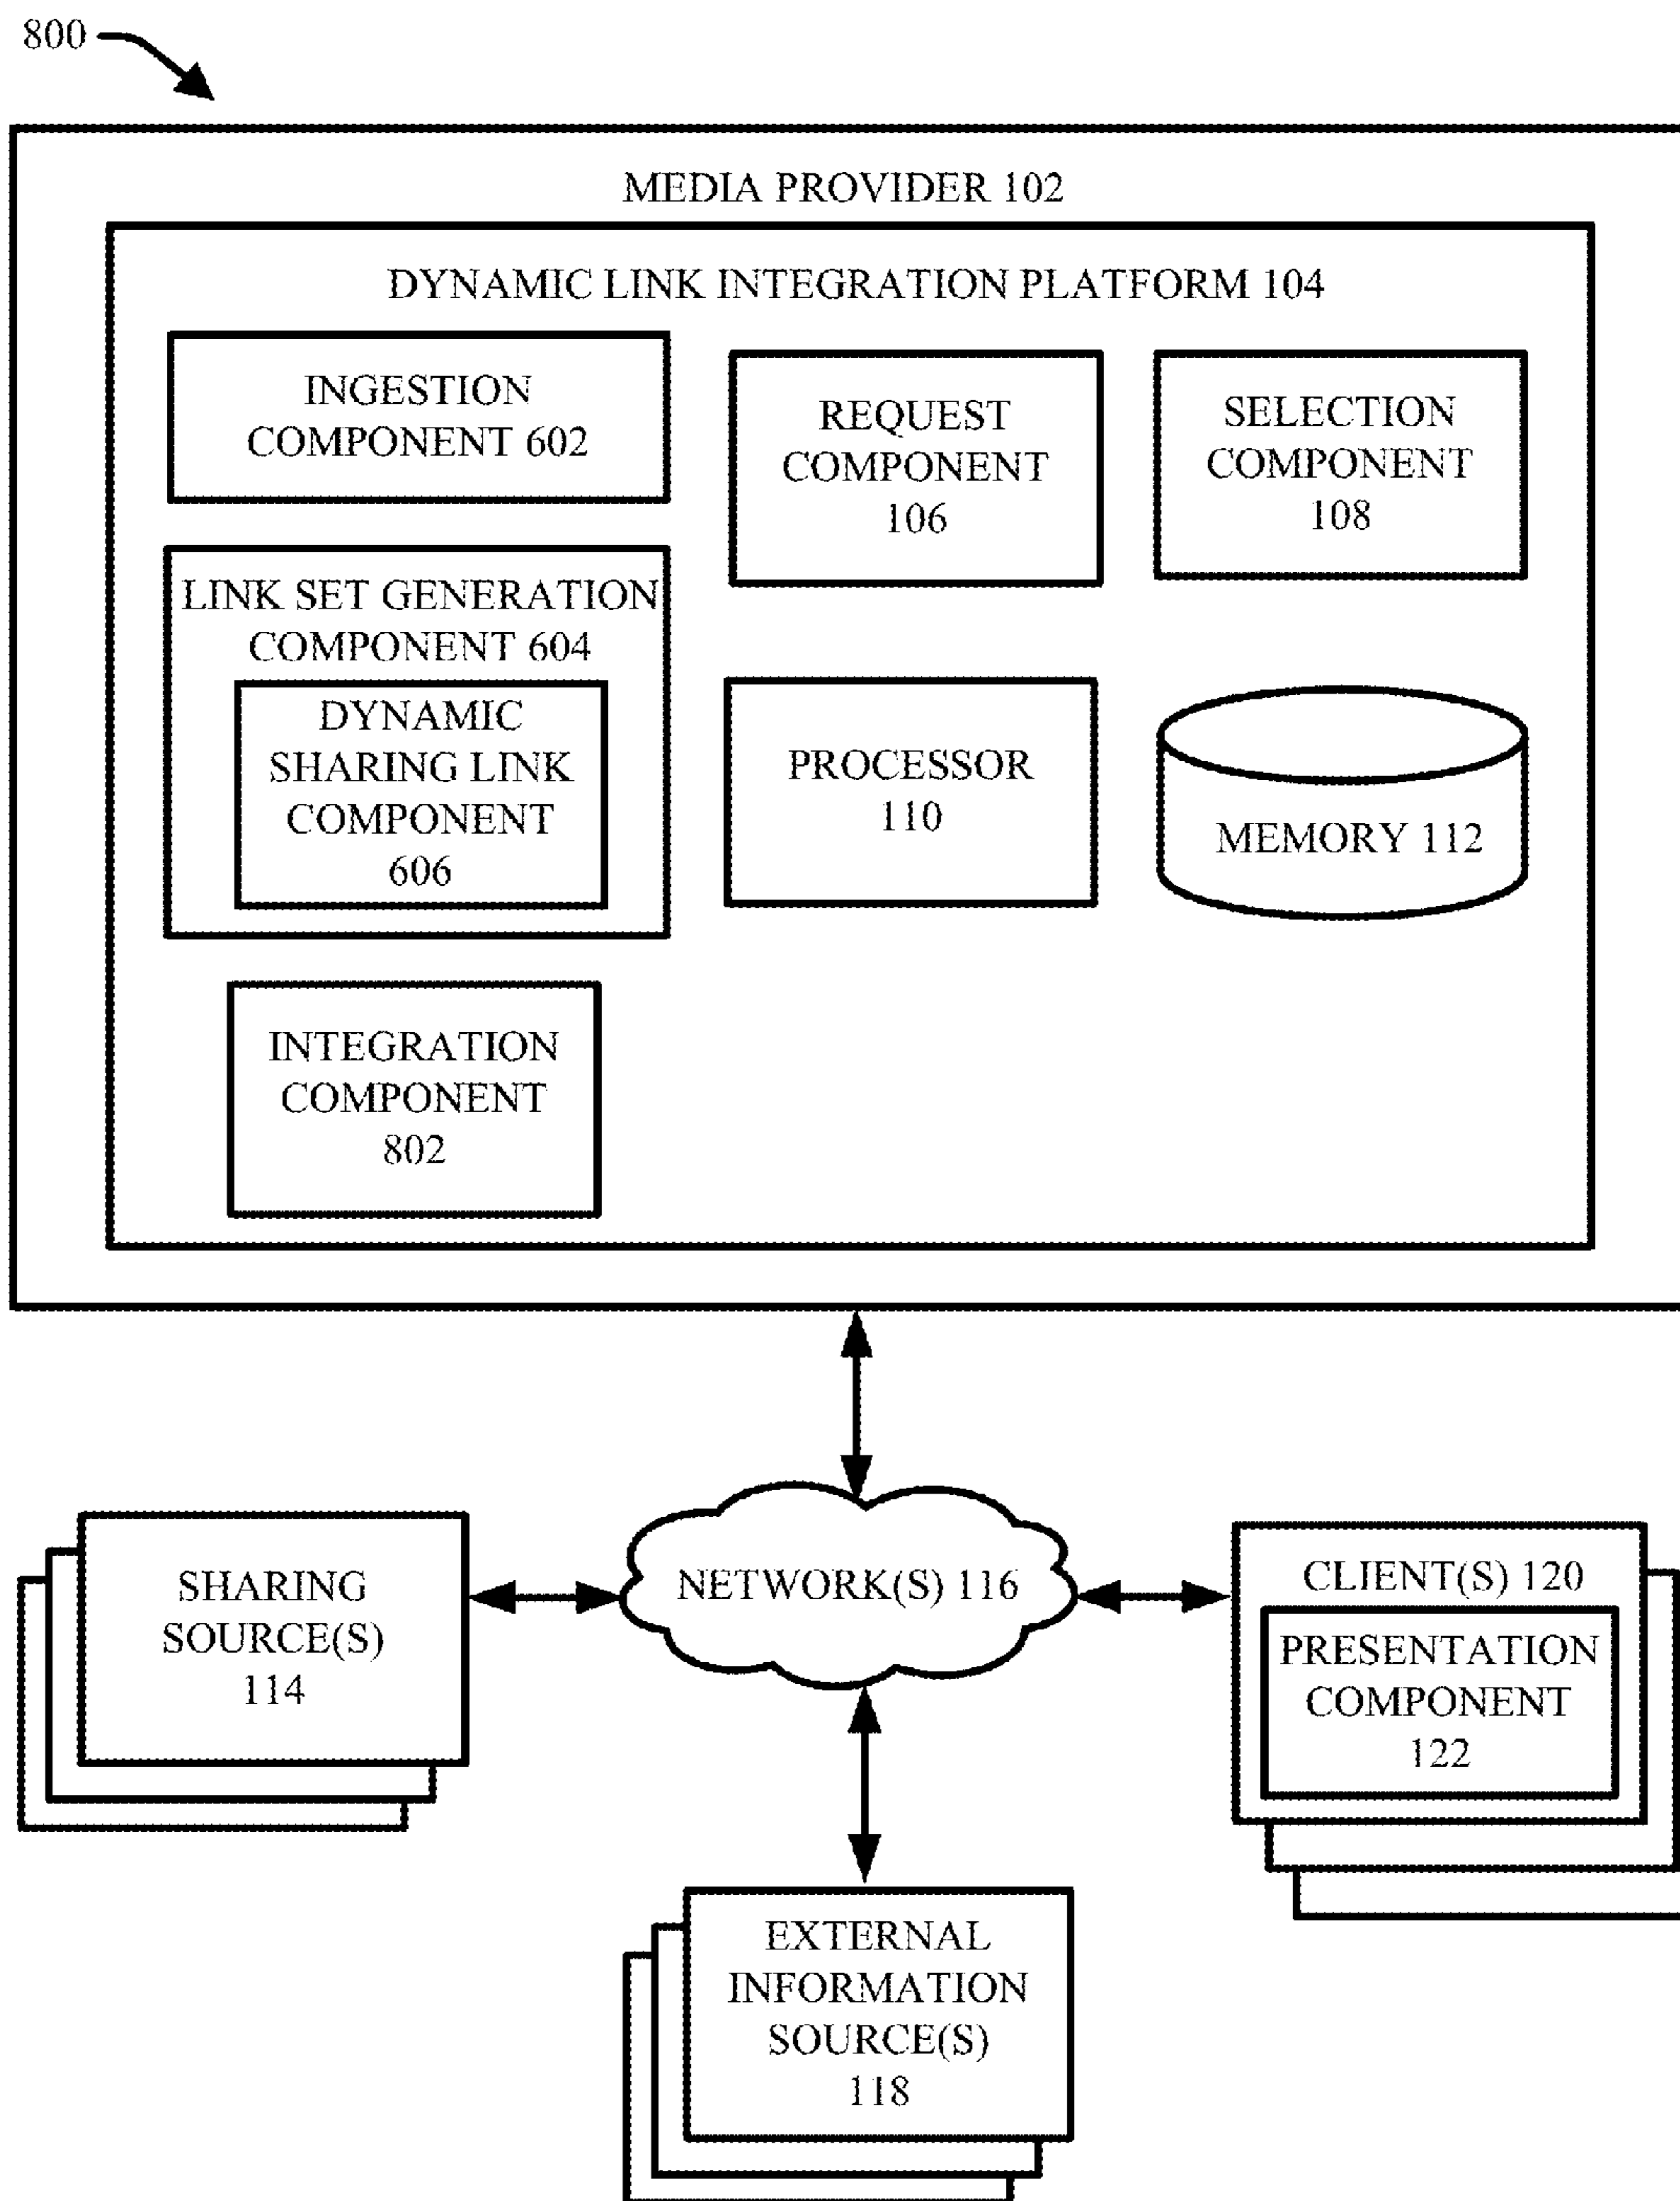 800
MEDIA PROVIDER 102
DYNAMIC LINK INTEGRATION PLATFORM 104
INGESTION
COMPONENT 602
REQUEST
COMPONENT
106
SELECTION
COMPONENT
108
LINK SET GENERATION
COMPONENT 604
DYNAMIC
SHARING LINK
COMPONENT
606
PROCESSOR
110
MEMORY 112
INTEGRATION
COMPONENT
802
SHARING
SOURCE(S)
114
NETWORK(S) 116
CLIENT(S) 120
PRESENTATION
COMPONENT
122
EXTERNAL
INFORMATION
SOURCE(S)
118